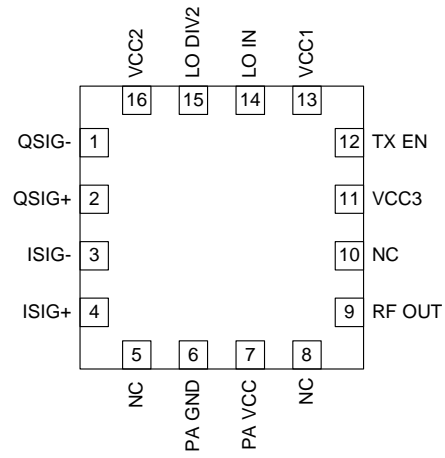 VCC2
LO DIV2
LO IN
VCC1
16 15 14 13
QSIG- 1 12 TX EN
QSIG+ 2 11 VCC3
ISIG- 3 10 NC
ISIG+ 4 9 RF OUT
5 6 7 8
NC
PA GND
PA VCC
NC